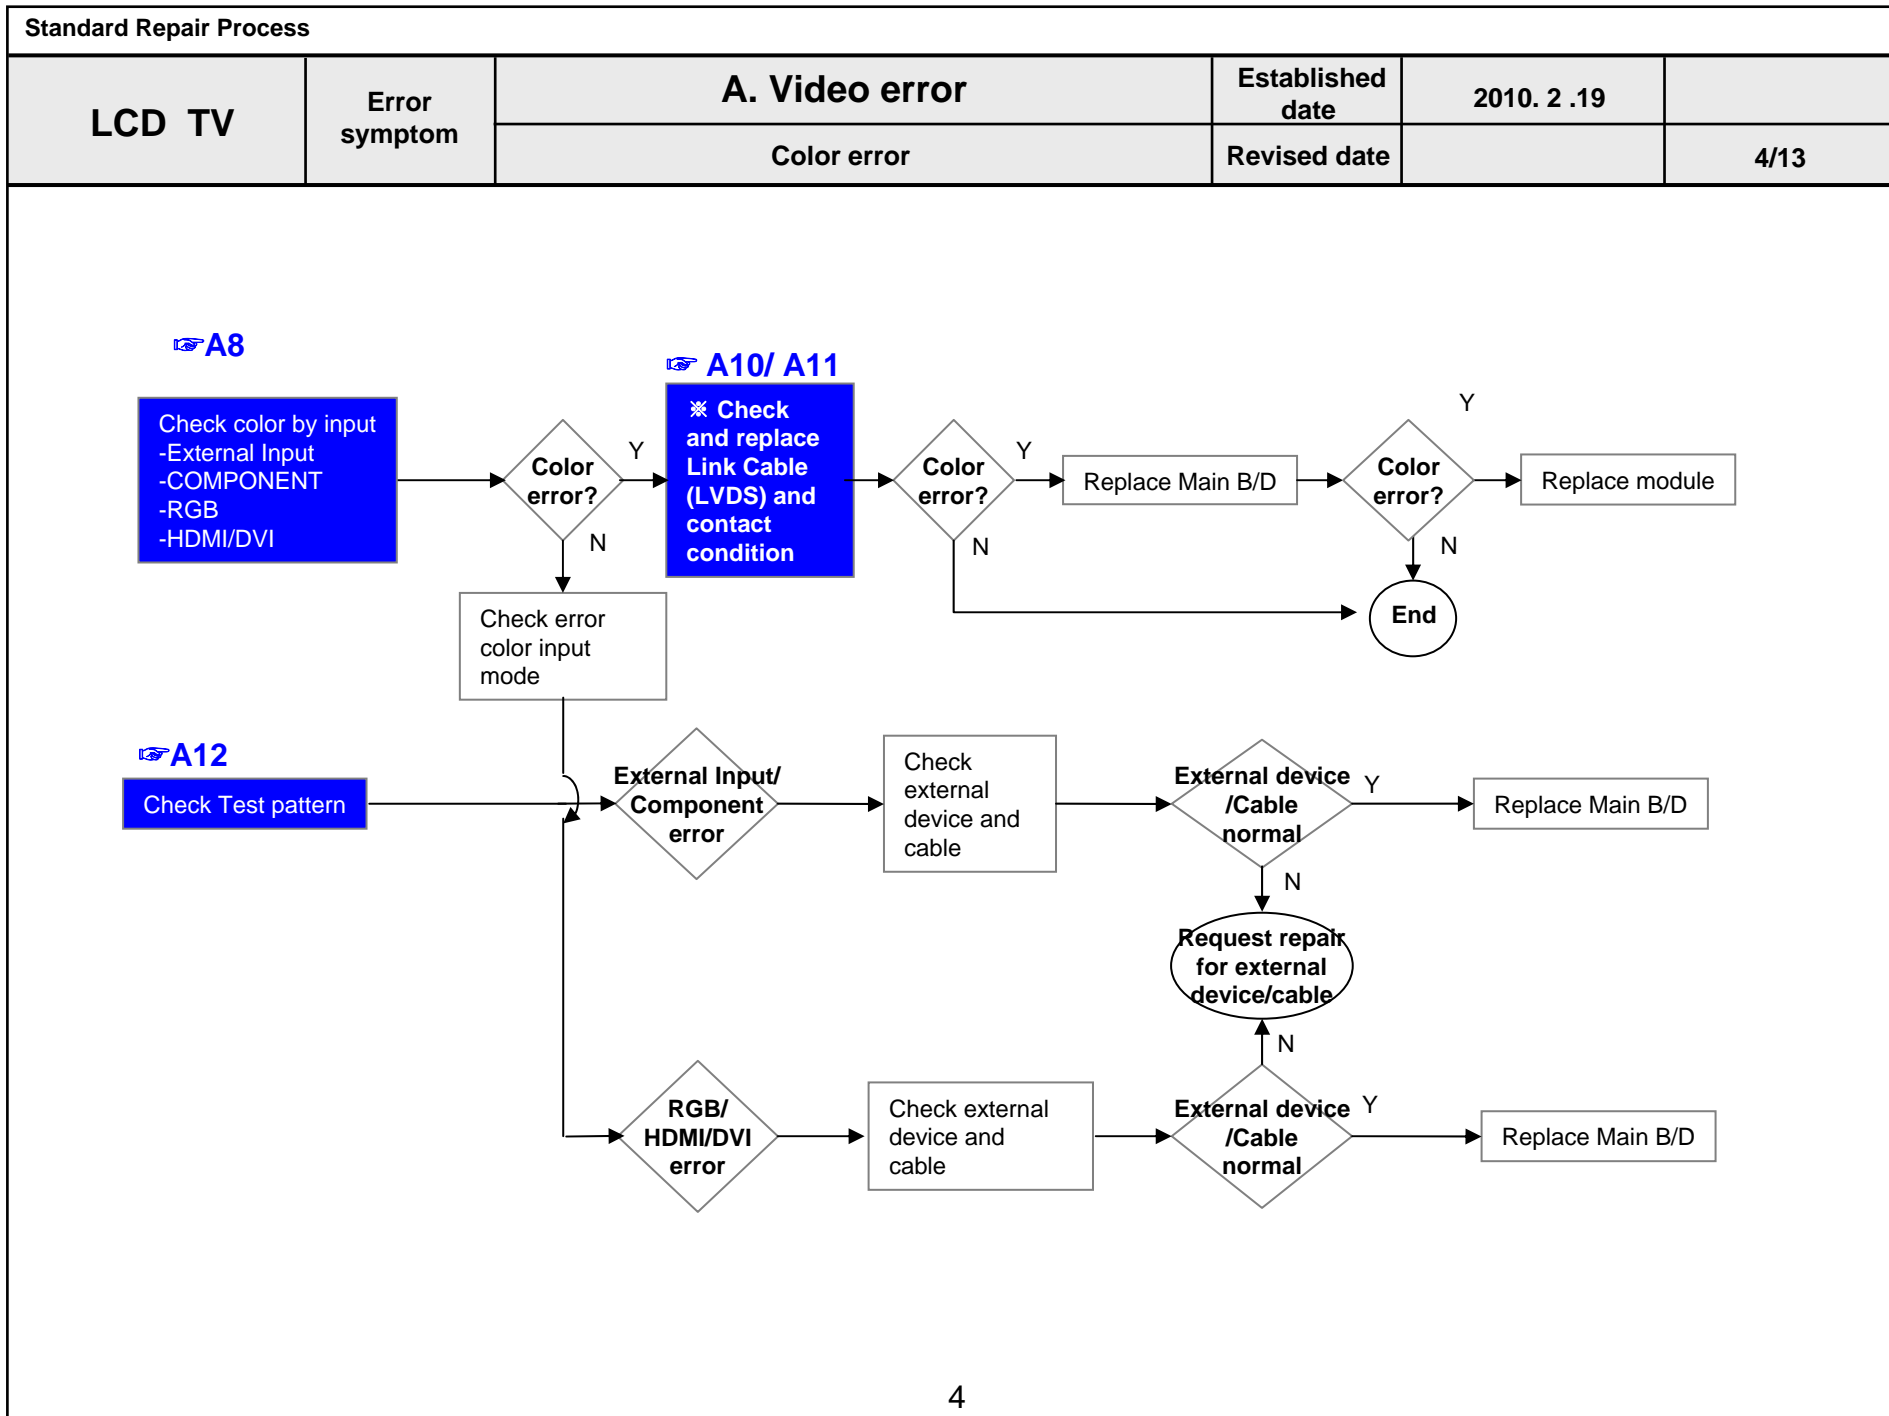 Standard Repair Process
LCD  TV
Error
symptom
A. Video error
Color error
Established
date
2010. 2 .19
Revised date
4/13
☞A8
Check color by input
-External Input
-COMPONENT
-RGB
-HDMI/DVI
Color
error?
Y
N
☞ A10/ A11
※ Check
and replace
Link Cable
(LVDS) and
contact
condition
Color
error?
Y
N
Replace Main B/D
Color
error?
Y
N
Replace module
End
Check error
color input
mode
☞A12
Check Test pattern
External Input/
Component
error
Check
external
device and
cable
External device
/Cable
normal
Y
N
Replace Main B/D
Request repair
for external
device/cable
N
RGB/
HDMI/DVI
error
Check external
device and
cable
External device
/Cable
normal
Y
Replace Main B/D
4